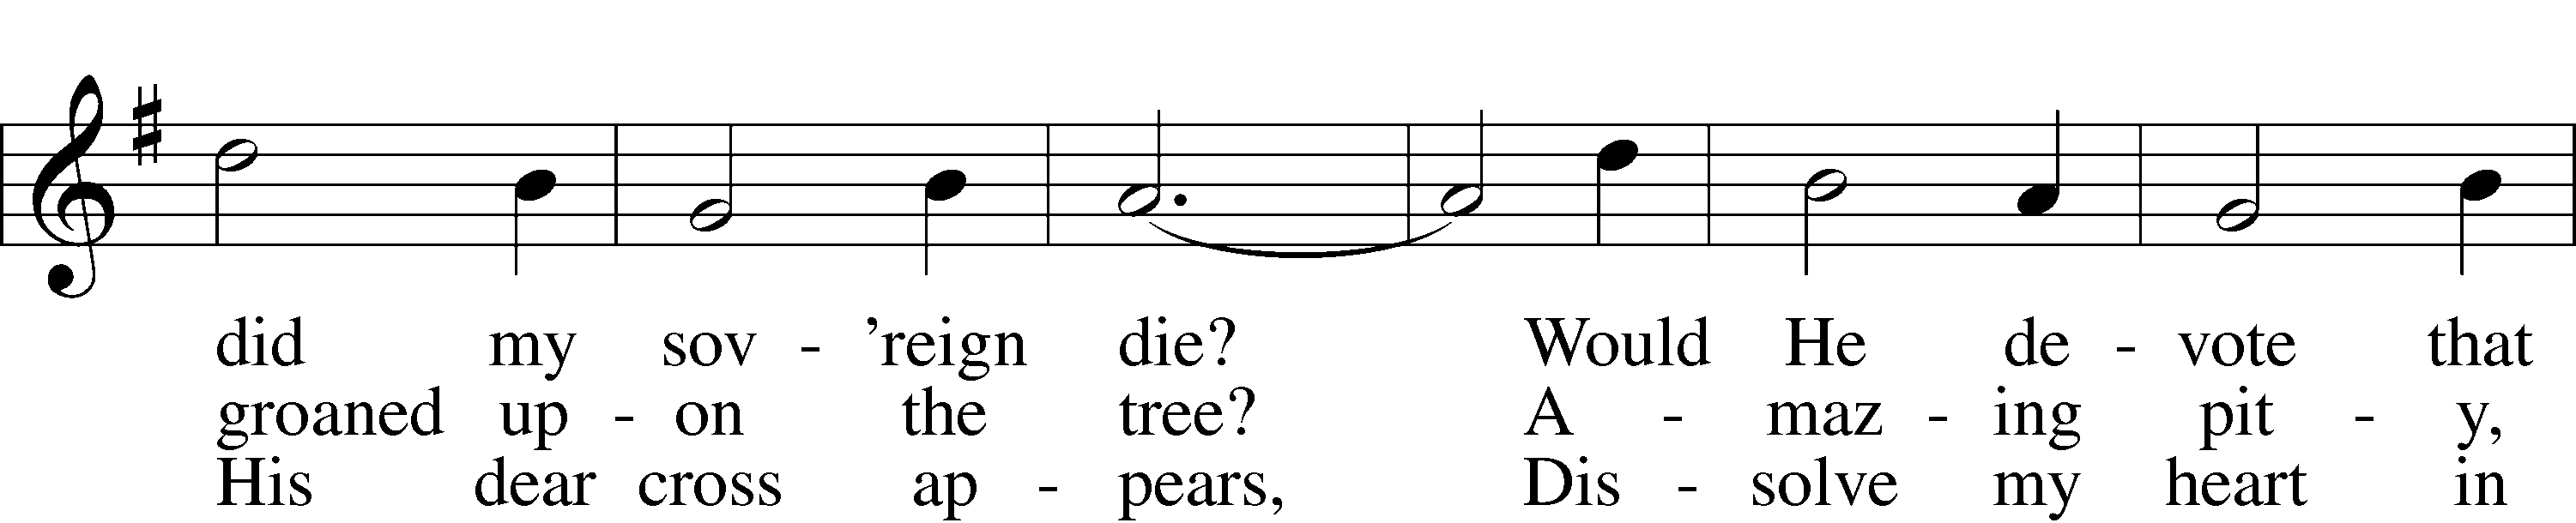 did my sov - 'reign die? Would He de - vote that
groaned up - on the tree? A - maz - ing pit - y,
His dear cross ap - pears, Dis - solve my heart in